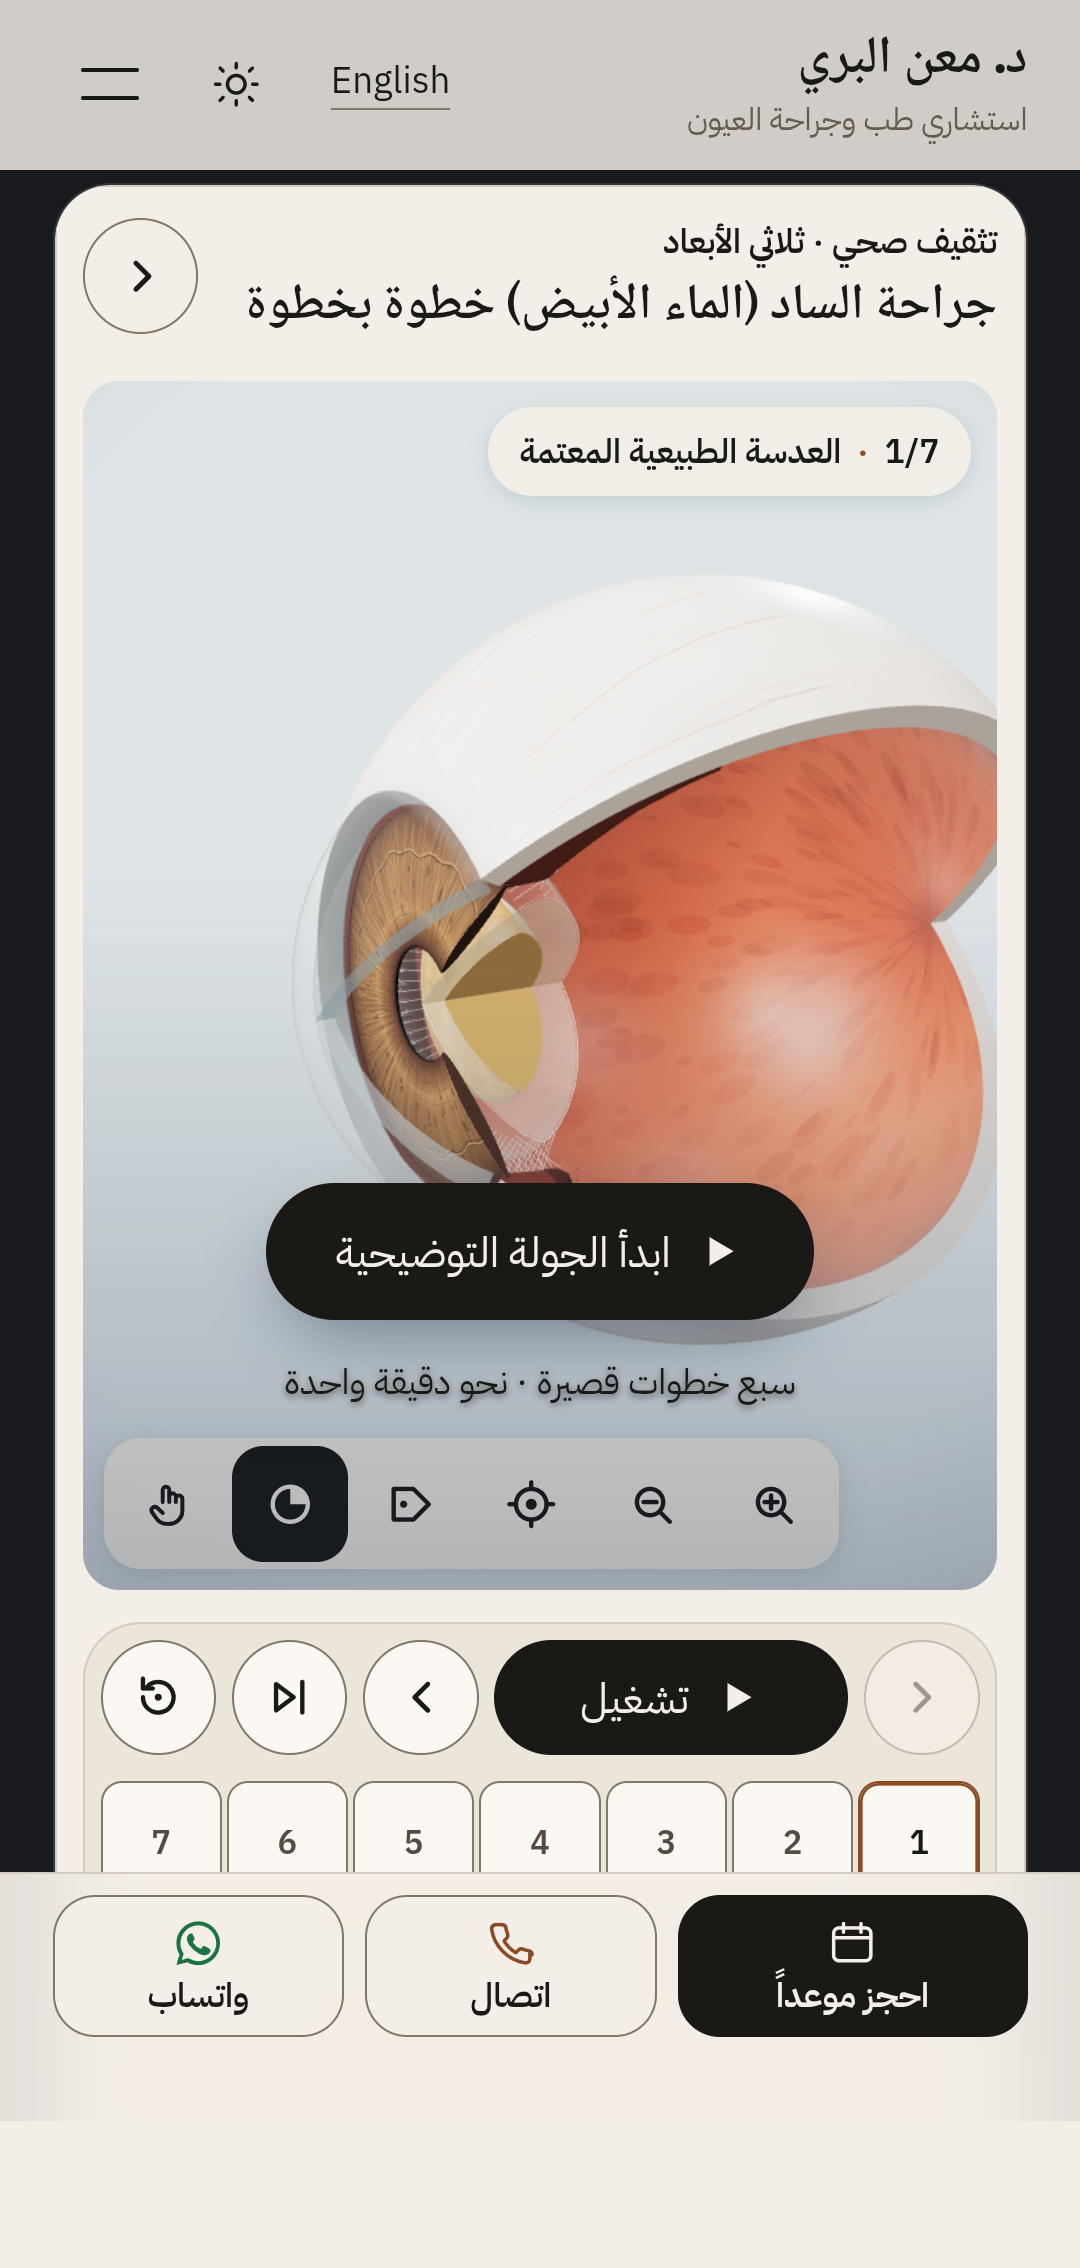 د. معن البري
استشاري طب وجراحة العيون
English
تثقيف صحي · ثلاثي الأبعاد
جراحة الساد (الماء الأبيض) خطوة بخطوة
1/7 · العدسة الطبيعية المعتمة
ابدأ الجولة التوضيحية
سبع خطوات قصيرة · نحو دقيقة واحدة
تشغيل
1 2 3 4 5 6 7
احجز موعداً
اتصال
واتساب